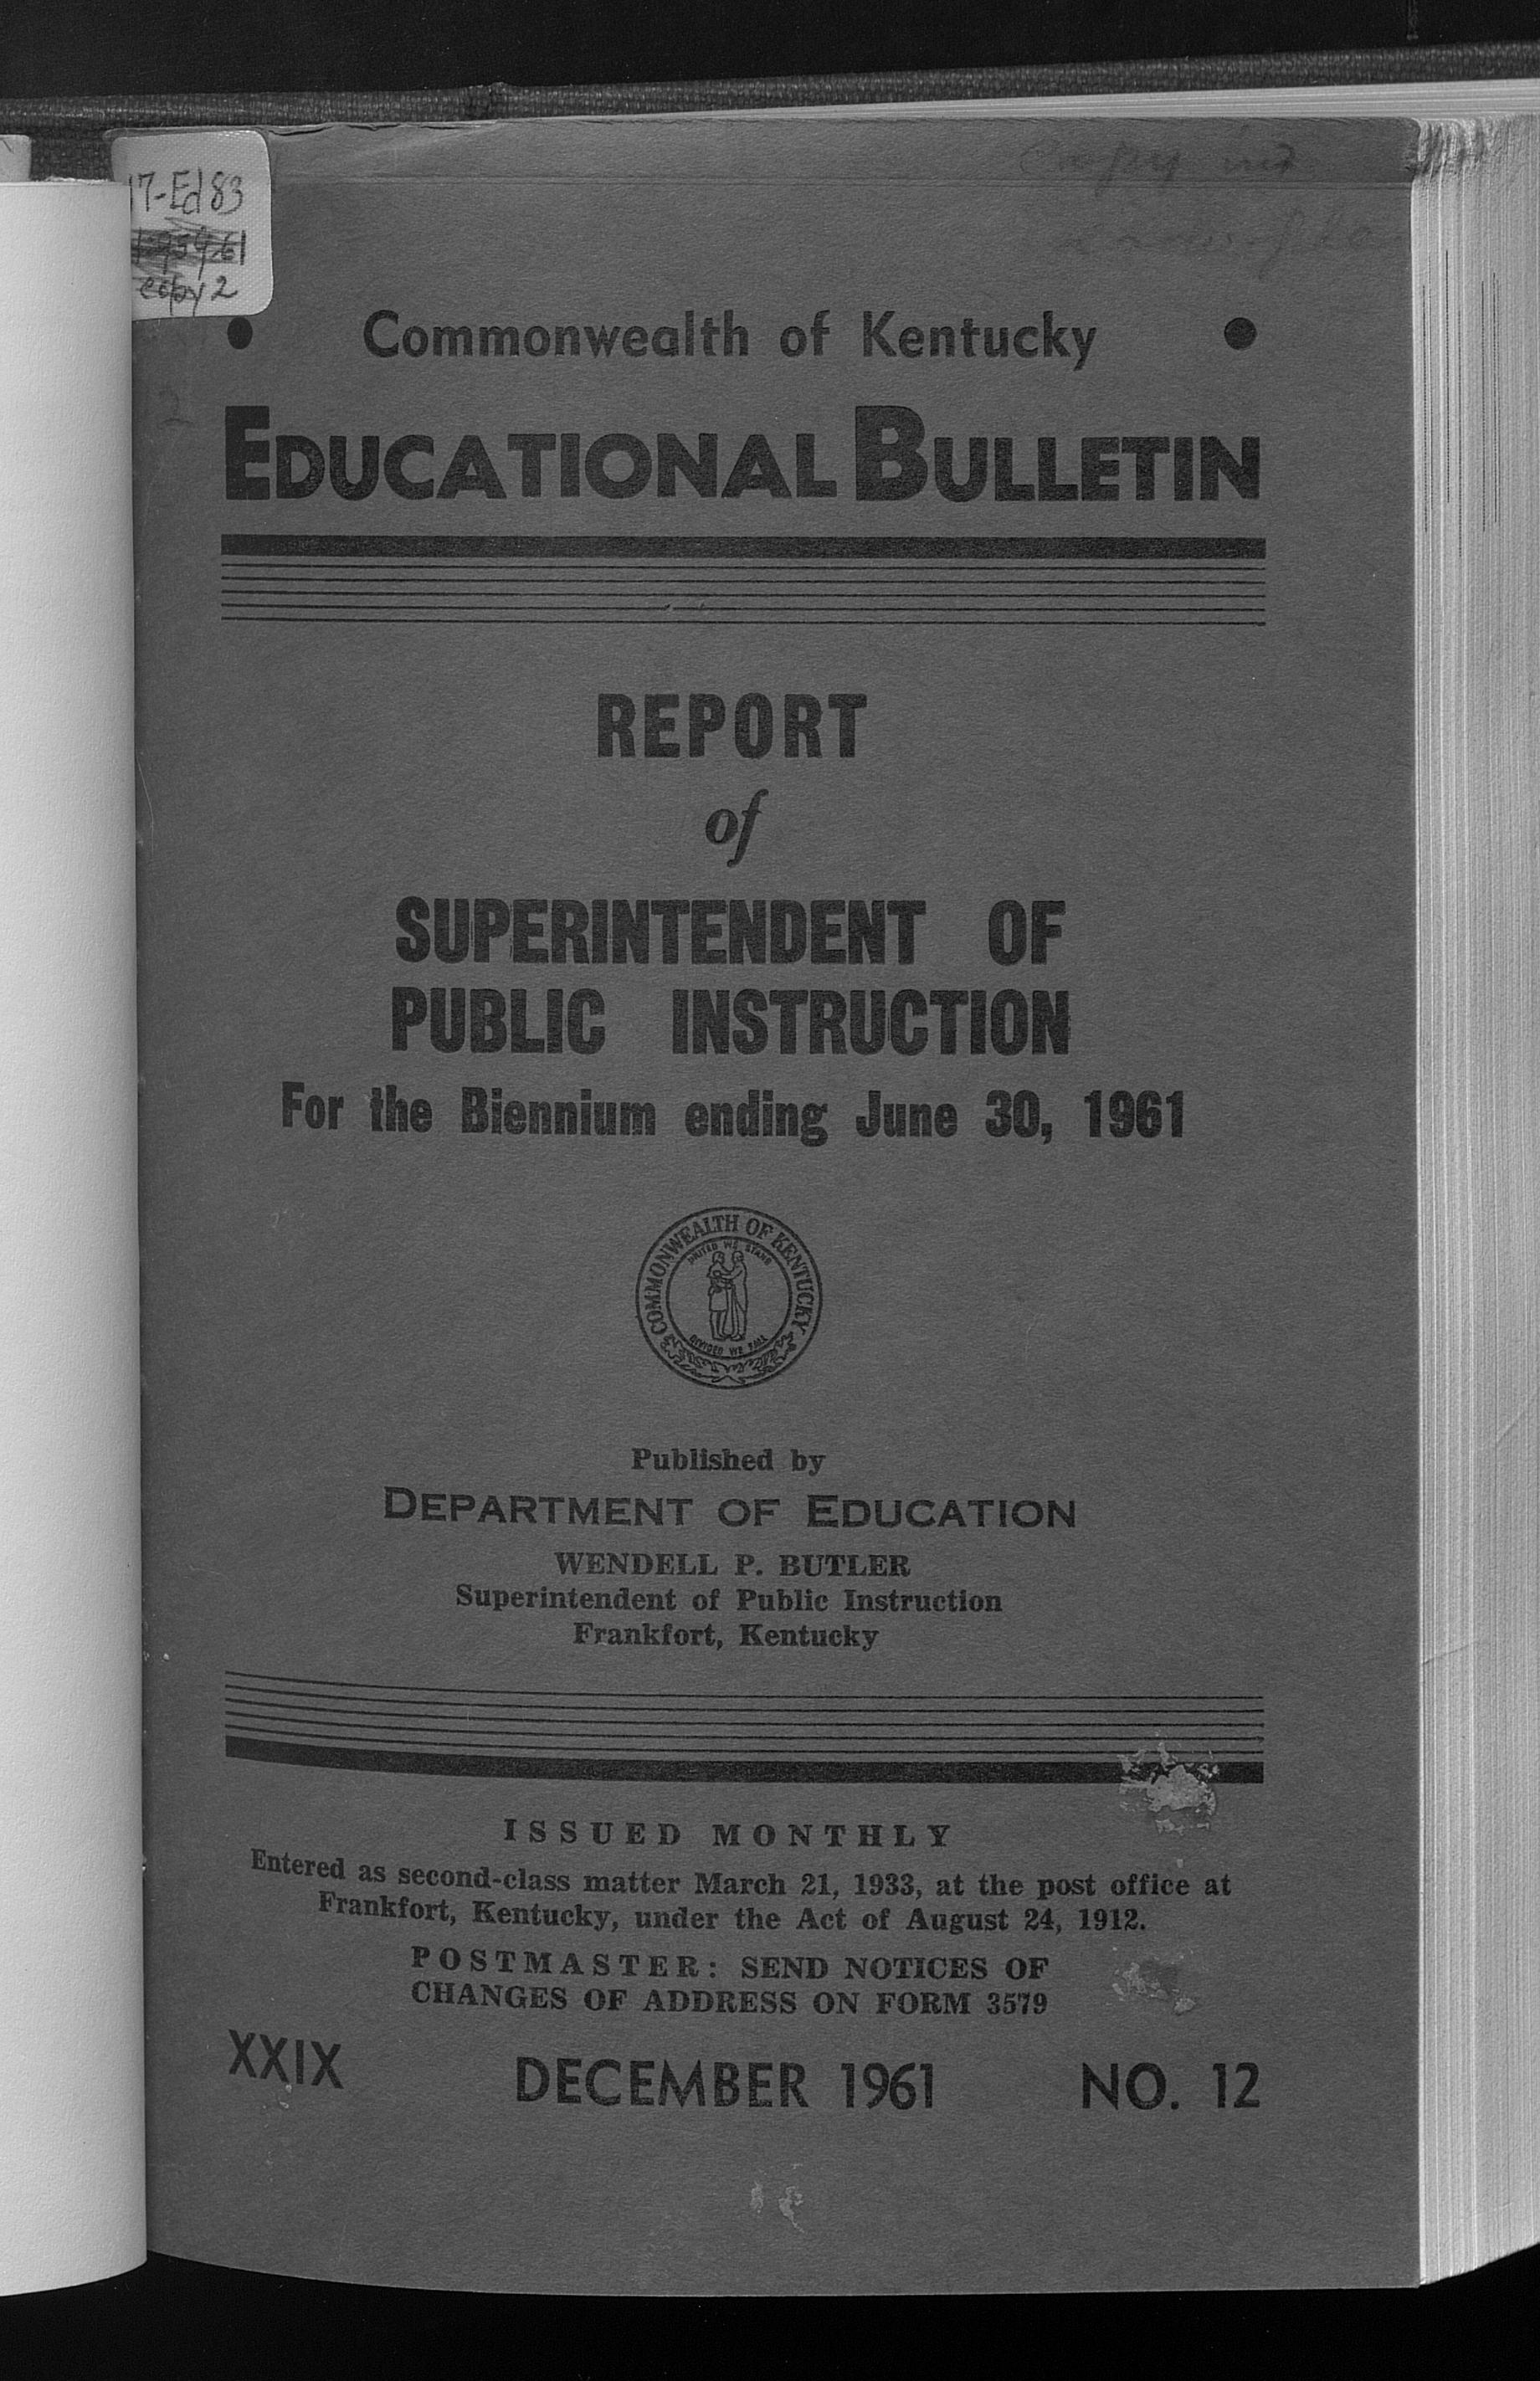 17-Ed83
1959-61
copy 2
Copy
Commonwealth of Kentucky
EDUCATIONAL BULLETIN
REPORT
of
SUPERINTENDENT OF
PUBLIC INSTRUCTION
For the Biennium ending June 30, 1961
COMMONWEALTH OF KENTUCKY
UNITED WE STAND
DIVIDED WE FALL
Published by
DEPARTMENT OF EDUCATION
WENDELL P. BUTLER
Superintendent of Public Instruction
Frankfort, Kentucky
ISSUED MONTHLY
Entered as second-class matter March 21, 1933, at the post office at
Frankfort, Kentucky, under the Act of August 24, 1912.
POSTMASTER: SEND NOTICES OF
CHANGES OF ADDRESS ON FORM 3579
XXIX DECEMBER 1961 NO. 12